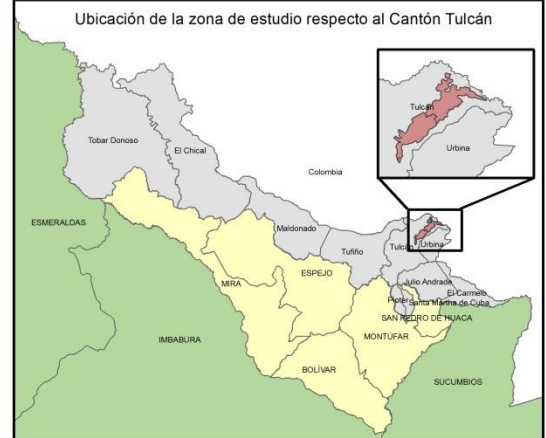 Ubicación de la zona de estudio respecto al Cantón Tulcán
Tulcán
Urbina
Tobar Donoso
El Chical
Colombia
ESMERALDAS
Maldonado
Tufiño
Tulcán
Urbina
MIRA
ESPEJO
Julio Andrade
El Carmelo
Pioter
Santa Martha de Cuba
SAN PEDRO DE HUACA
MONTÚFAR
IMBABURA
BOLÍVAR
SUCUMBIOS